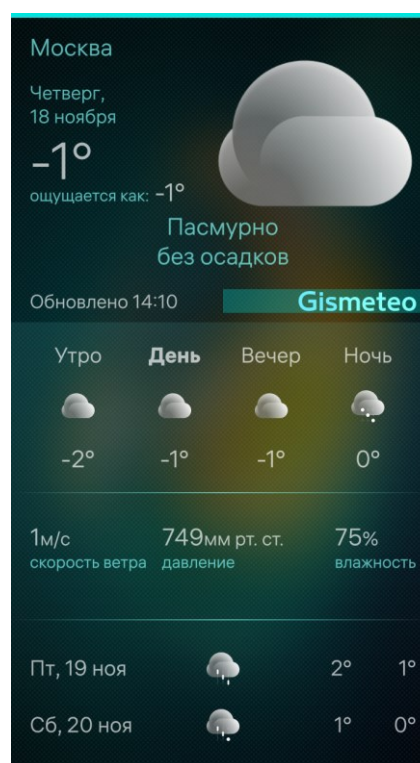 Москва
Четверг,
18 ноября
-1°
ощущается как: -1°
Пасмурно
без осадков
Обновлено 14:10 Gismeteo
Утро День Вечер Ночь
-2° -1° -1° 0°
1м/с 749мм рт. ст. 75%
скорость ветра давление влажность
Пт, 19 ноя 2° 1°
Сб, 20 ноя 1° 0°